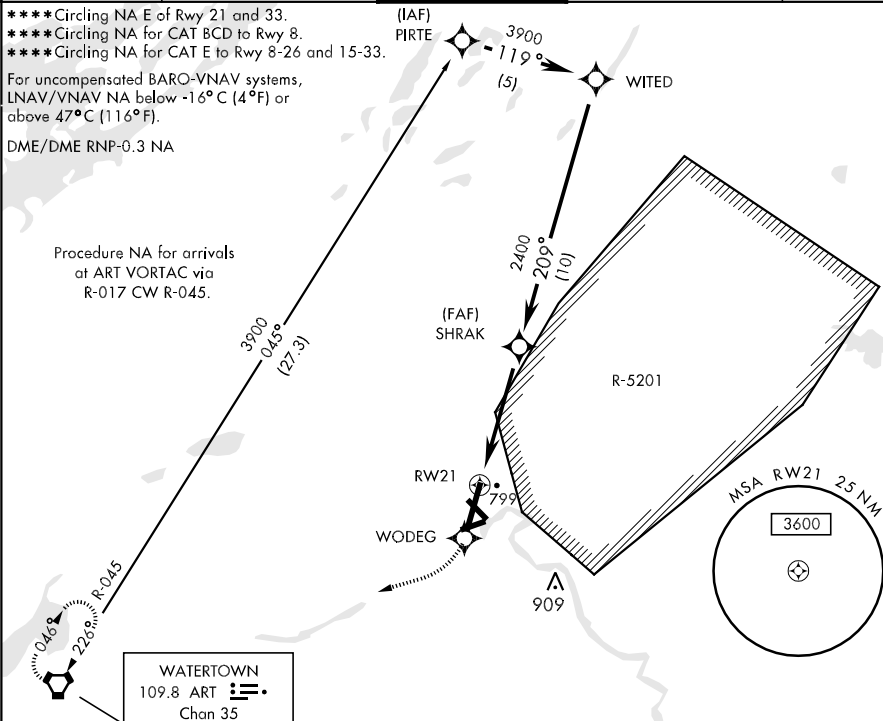 ****Circling NA E of Rwy 21 and 33.
****Circling NA for CAT BCD to Rwy 8.
****Circling NA for CAT E to Rwy 8-26 and 15-33.
For uncompensated BARO-VNAV systems,
LNAV/VNAV NA below -16°C (4°F) or
above 47°C (116°F).
DME/DME RNP-0.3 NA
(IAF)
PIRTE
3900
119°
(5)
WITED
Procedure NA for arrivals
at ART VORTAC via
R-017 CW R-045.
2400
209°
(10)
3900
045°
(27.3)
(FAF)
SHRAK
R-5201
RW21
799
MSA RW21 25 NM
3600
WODEG
909
R-045
046°
226°
WATERTOWN
109.8 ART
Chan 35